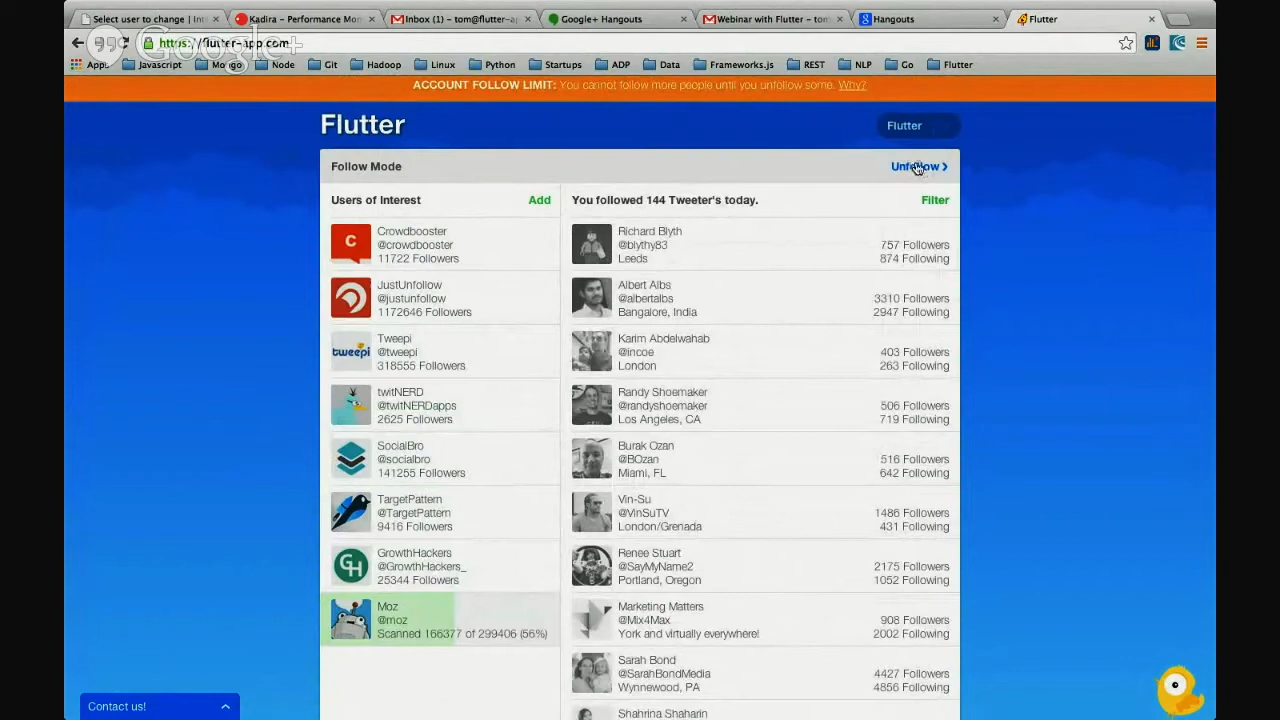 Select user to change | Int
Kadira – Performance Mon
Inbox (1) – tom@flutter-ap
Google+ Hangouts
Webinar with Flutter – tom
Hangouts
Flutter
https://flutter-app.com
Google+
Apps
Javascript
Mongo
Node
Git
Hadoop
Linux
Python
Startups
ADP
Data
Frameworks.js
REST
NLP
Go
Flutter
ACCOUNT FOLLOW LIMIT: You cannot follow more people until you unfollow some. Why?
Flutter
Flutter
Follow Mode
Unfollow >
Users of Interest
Add
Crowdbooster
@crowdbooster
11722 Followers
JustUnfollow
@justunfollow
1172646 Followers
tweepi
Tweepi
@tweepi
318555 Followers
twitNERD
@twitNERDapps
2625 Followers
SocialBro
@socialbro
141255 Followers
TargetPattern
@TargetPattern
9416 Followers
GH
GrowthHackers
@GrowthHackers_
25344 Followers
Moz
@moz
Scanned 166377 of 299406 (56%)
You followed 144 Tweeter's today.
Filter
Richard Blyth
@blythy83
757 Followers
Leeds
874 Following
Albert Albs
@albertalbs
3310 Followers
Bangalore, India
2947 Following
Karim Abdelwahab
@incoe
403 Followers
London
263 Following
Randy Shoemaker
@randyshoemaker
506 Followers
Los Angeles, CA
719 Following
Burak Ozan
@BOzan
516 Followers
Miami, FL
642 Following
Vin-Su
@VinSuTV
1486 Followers
London/Grenada
431 Following
Renee Stuart
@SayMyName2
2175 Followers
Portland, Oregon
1052 Following
Marketing Matters
@Mix4Max
908 Followers
York and virtually everywhere!
2002 Following
Sarah Bond
@SarahBondMedia
4427 Followers
Wynnewood, PA
4856 Following
Shahrina Shaharin
Contact us!